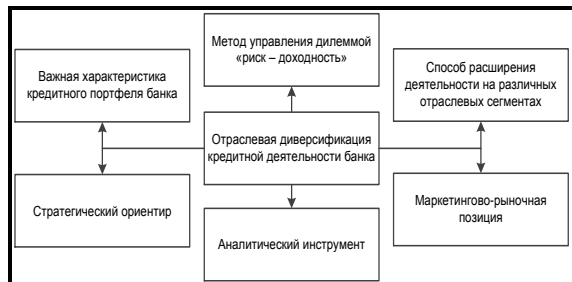 Метод управления дилеммой
«риск – доходность»
Важная характеристика
кредитного портфеля банка
Способ расширения
деятельности на различных
отраслевых сегментах
Отраслевая диверсификация
кредитной деятельности банка
Стратегический ориентир
Маркетингово-рыночная
позиция
Аналитический инструмент